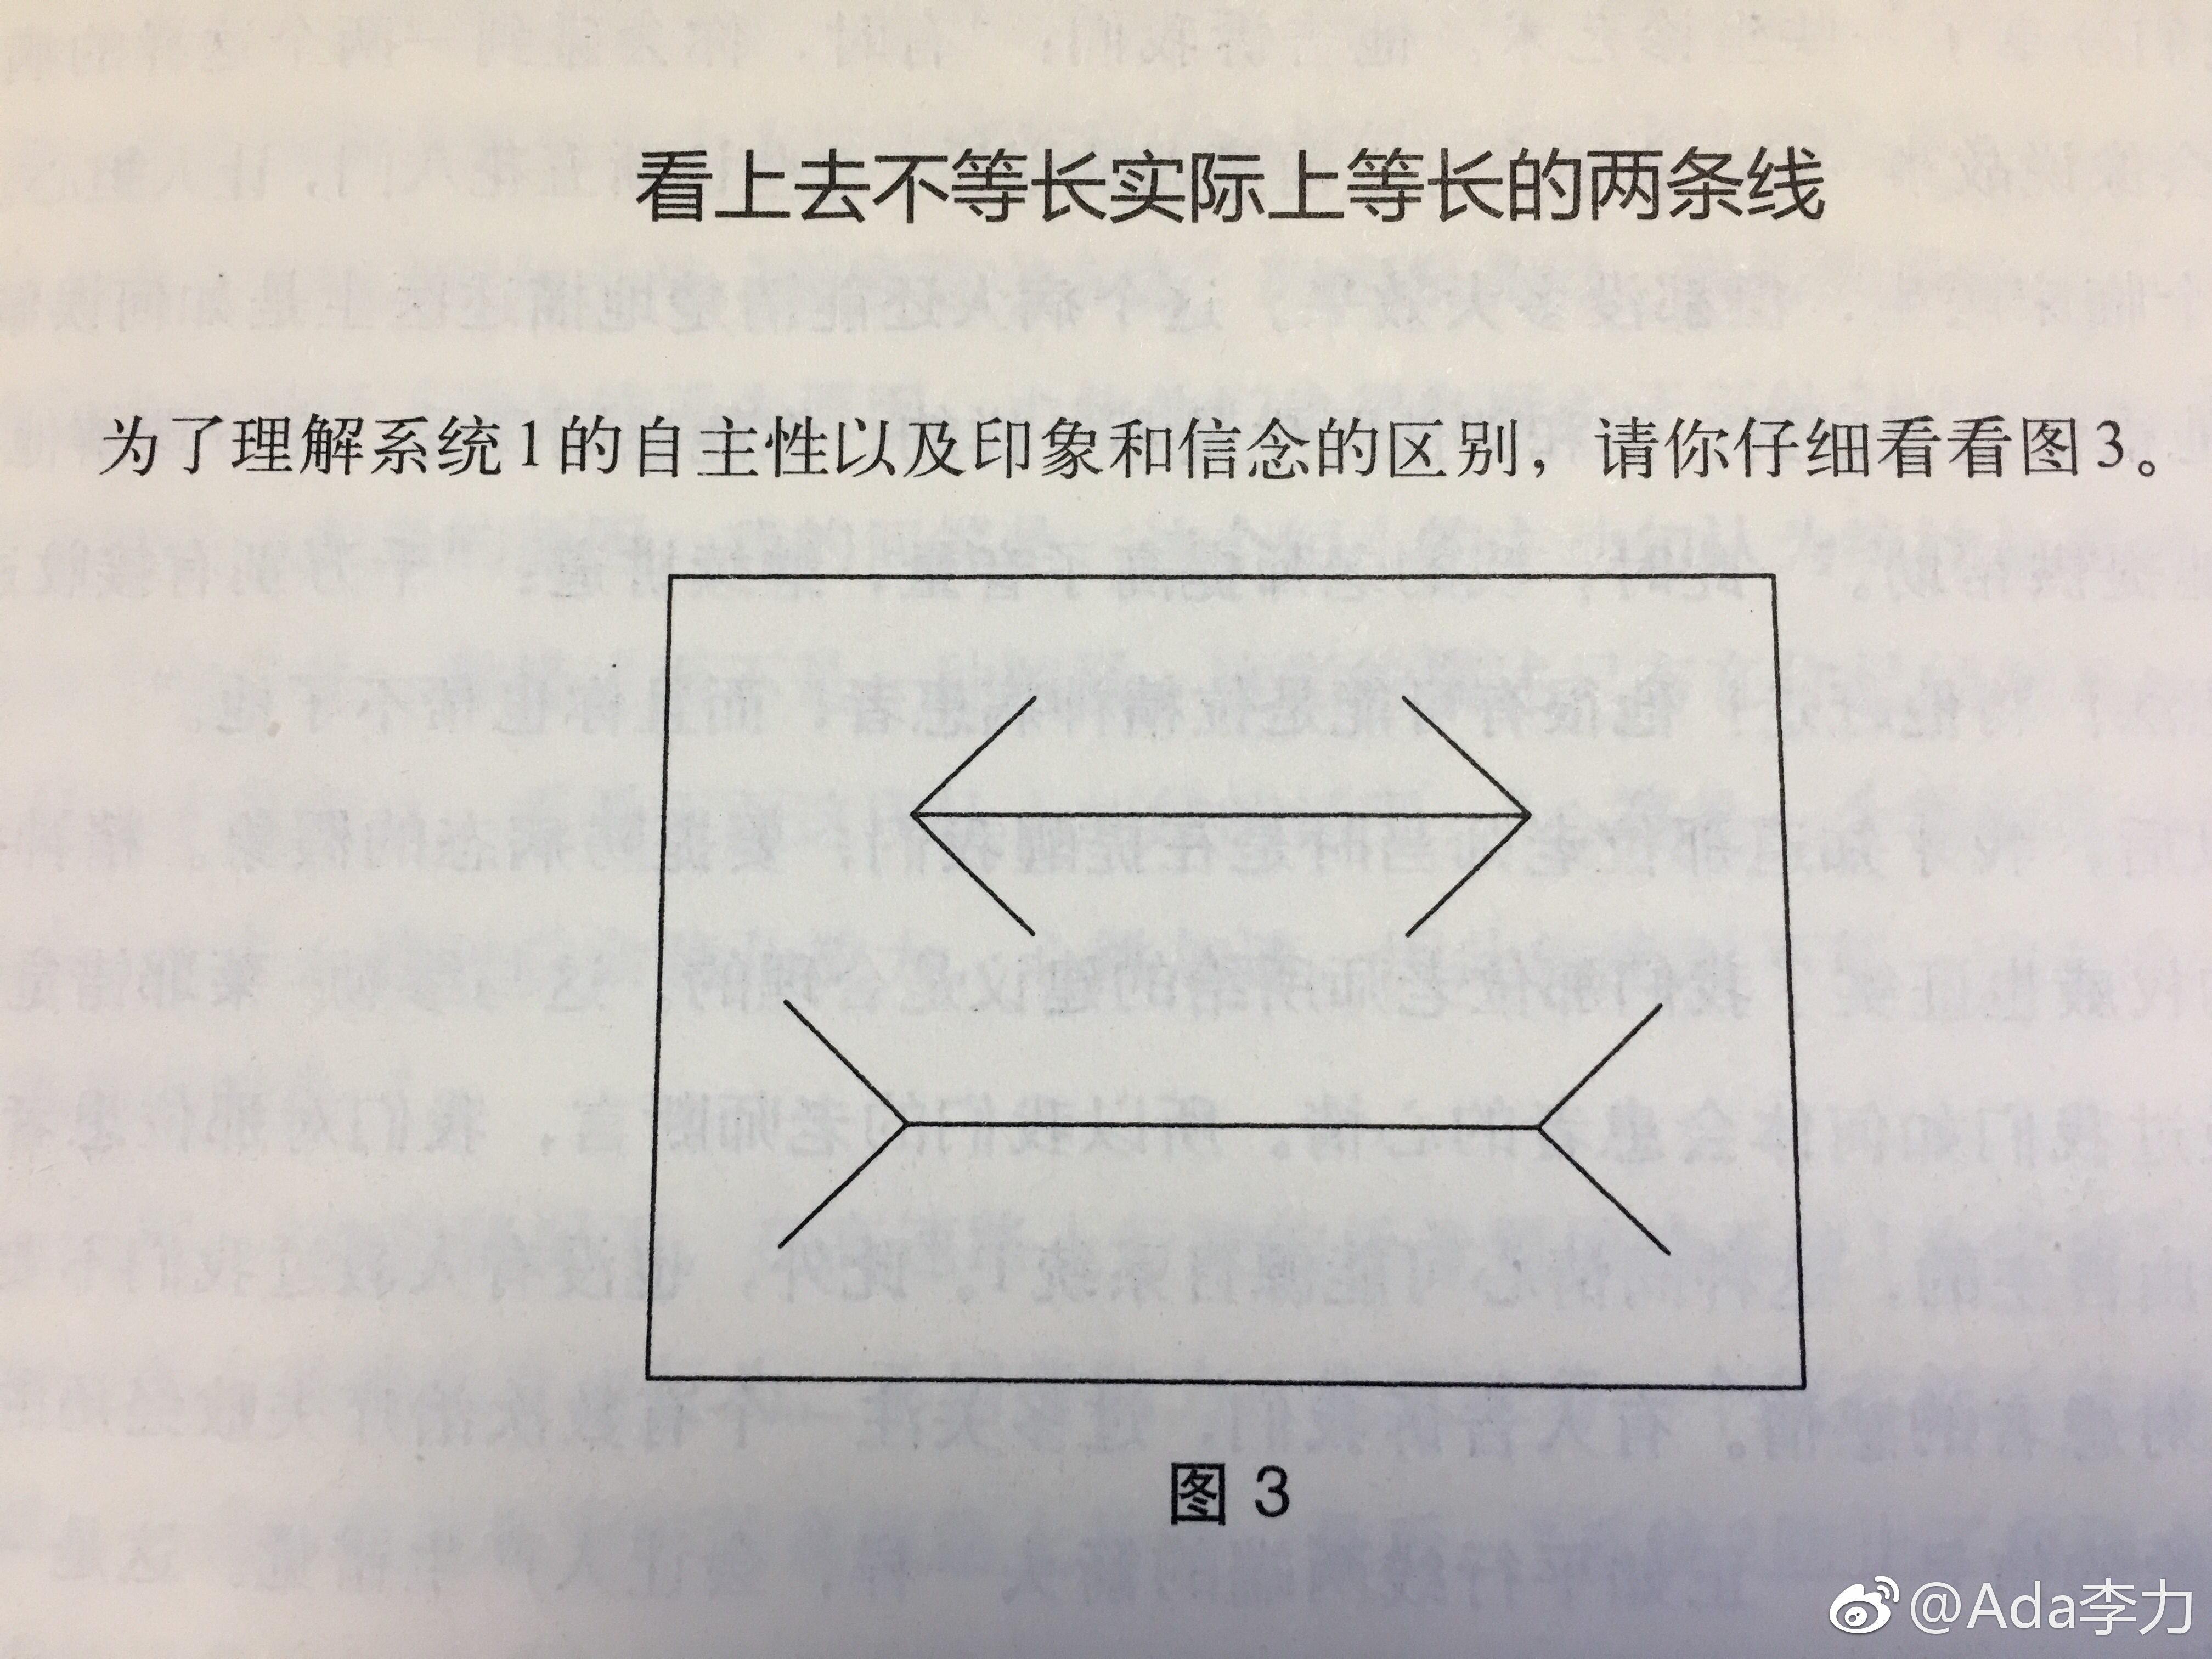 看上去不等长实际上等长的两条线
为了理解系统1的自主性以及印象和信念的区别，请你仔细看看图3。
图 3
@Ada李力